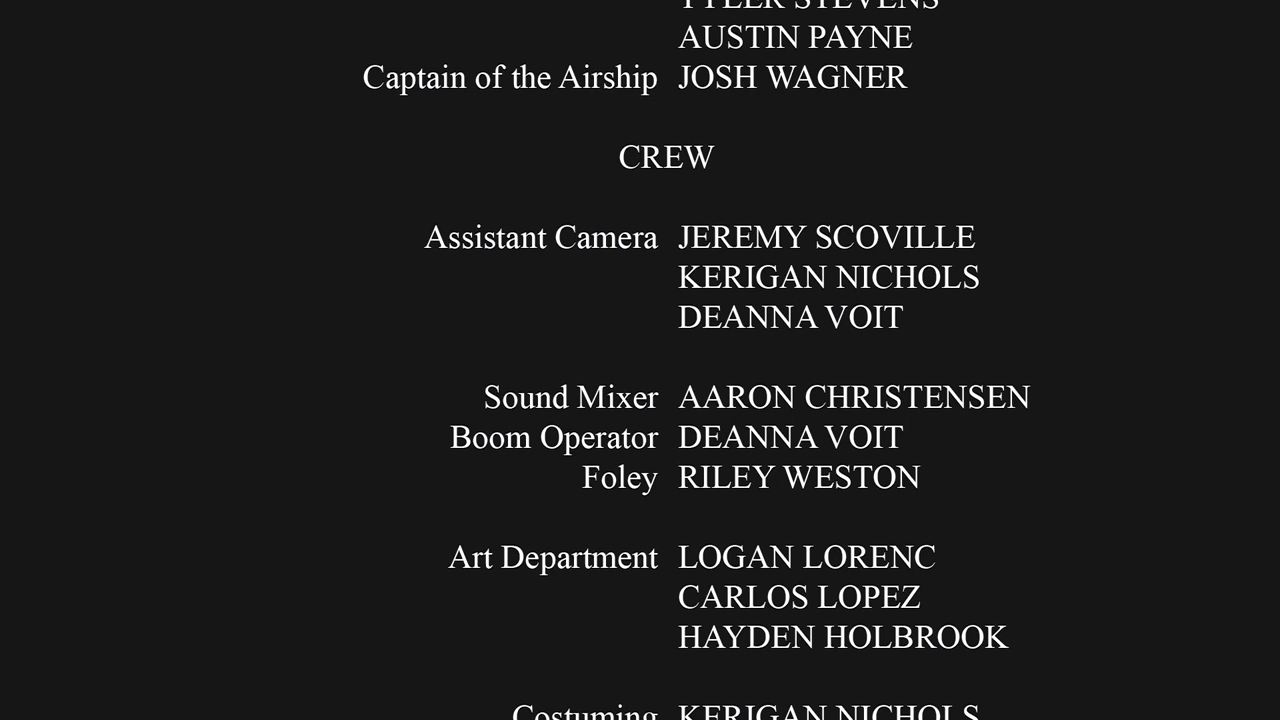 TYLER STEVENS
AUSTIN PAYNE
Captain of the Airship JOSH WAGNER
CREW
Assistant Camera JEREMY SCOVILLE
KERIGAN NICHOLS
DEANNA VOIT
Sound Mixer AARON CHRISTENSEN
Boom Operator DEANNA VOIT
Foley RILEY WESTON
Art Department LOGAN LORENC
CARLOS LOPEZ
HAYDEN HOLBROOK
Costuming KERIGAN NICHOLS